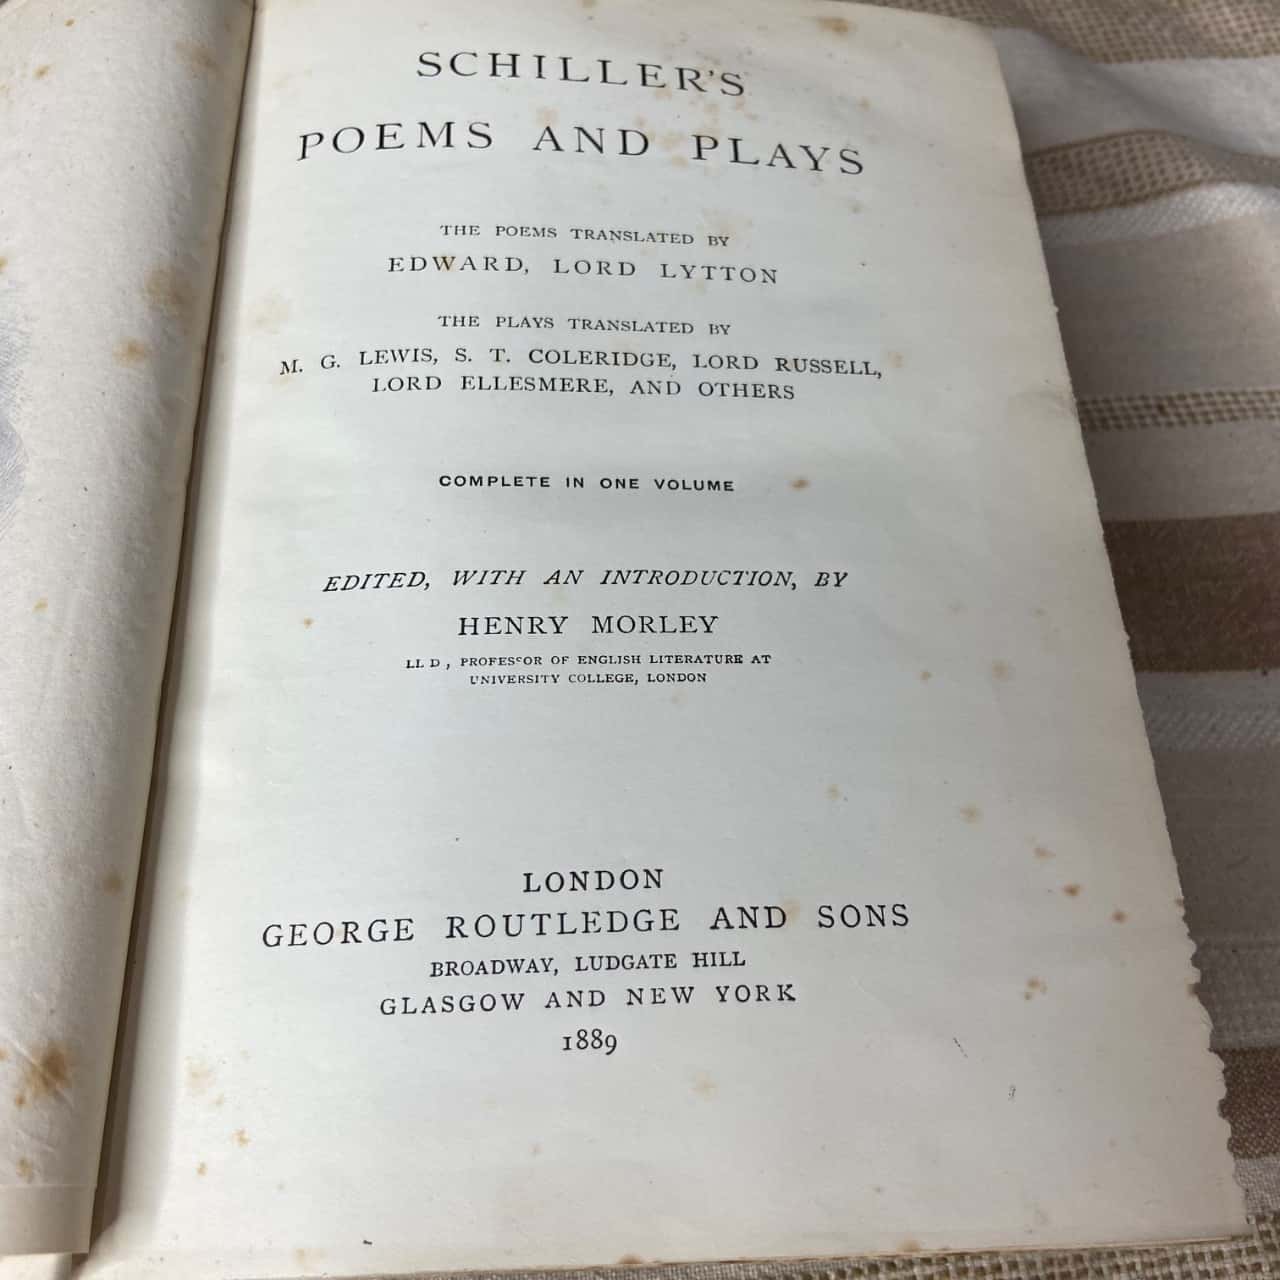 SCHILLER'S
POEMS AND PLAYS
THE POEMS TRANSLATED BY
EDWARD, LORD LYTTON
THE PLAYS TRANSLATED BY
M. G. LEWIS, S. T. COLERIDGE, LORD RUSSELL,
LORD ELLESMERE, AND OTHERS
COMPLETE IN ONE VOLUME
EDITED, WITH AN INTRODUCTION, BY
HENRY MORLEY
LL D, PROFESSOR OF ENGLISH LITERATURE AT
UNIVERSITY COLLEGE, LONDON
LONDON
GEORGE ROUTLEDGE AND SONS
BROADWAY, LUDGATE HILL
GLASGOW AND NEW YORK
1889